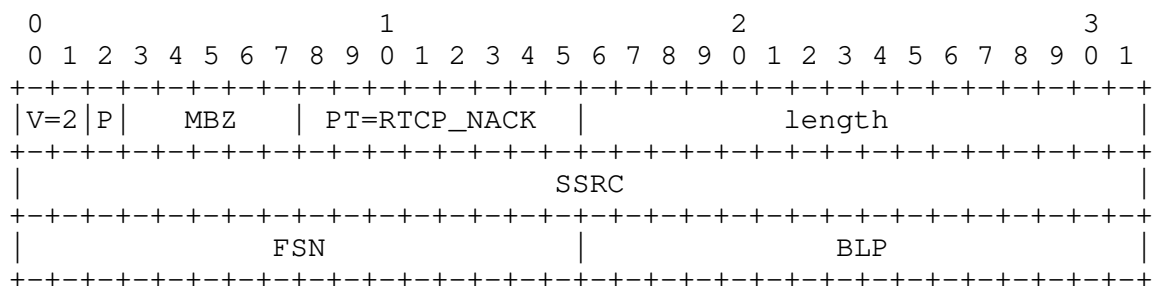 0                   1                   2                   3
 0 1 2 3 4 5 6 7 8 9 0 1 2 3 4 5 6 7 8 9 0 1 2 3 4 5 6 7 8 9 0 1
+-+-+-+-+-+-+-+-+-+-+-+-+-+-+-+-+-+-+-+-+-+-+-+-+-+-+-+-+-+-+-+-+
|V=2|P|   MBZ   | PT=RTCP_NACK  |           length              |
+-+-+-+-+-+-+-+-+-+-+-+-+-+-+-+-+-+-+-+-+-+-+-+-+-+-+-+-+-+-+-+-+
|                              SSRC                             |
+-+-+-+-+-+-+-+-+-+-+-+-+-+-+-+-+-+-+-+-+-+-+-+-+-+-+-+-+-+-+-+-+
|              FSN              |              BLP              |
+-+-+-+-+-+-+-+-+-+-+-+-+-+-+-+-+-+-+-+-+-+-+-+-+-+-+-+-+-+-+-+-+